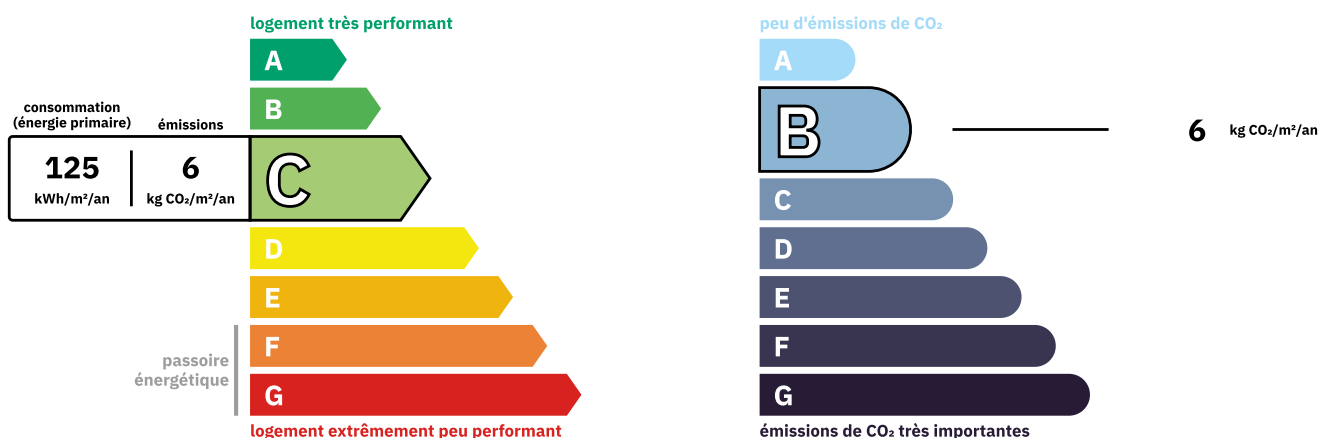 logement très performant
A
B
consommation
(énergie primaire)
émissions
125
kWh/m²/an
6
kg CO₂/m²/an
C
D
E
F
passoire
énergétique
G
logement extrêmement peu performant
peu d'émissions de CO₂
A
B
6 kg CO₂/m²/an
C
D
E
F
G
émissions de CO₂ très importantes